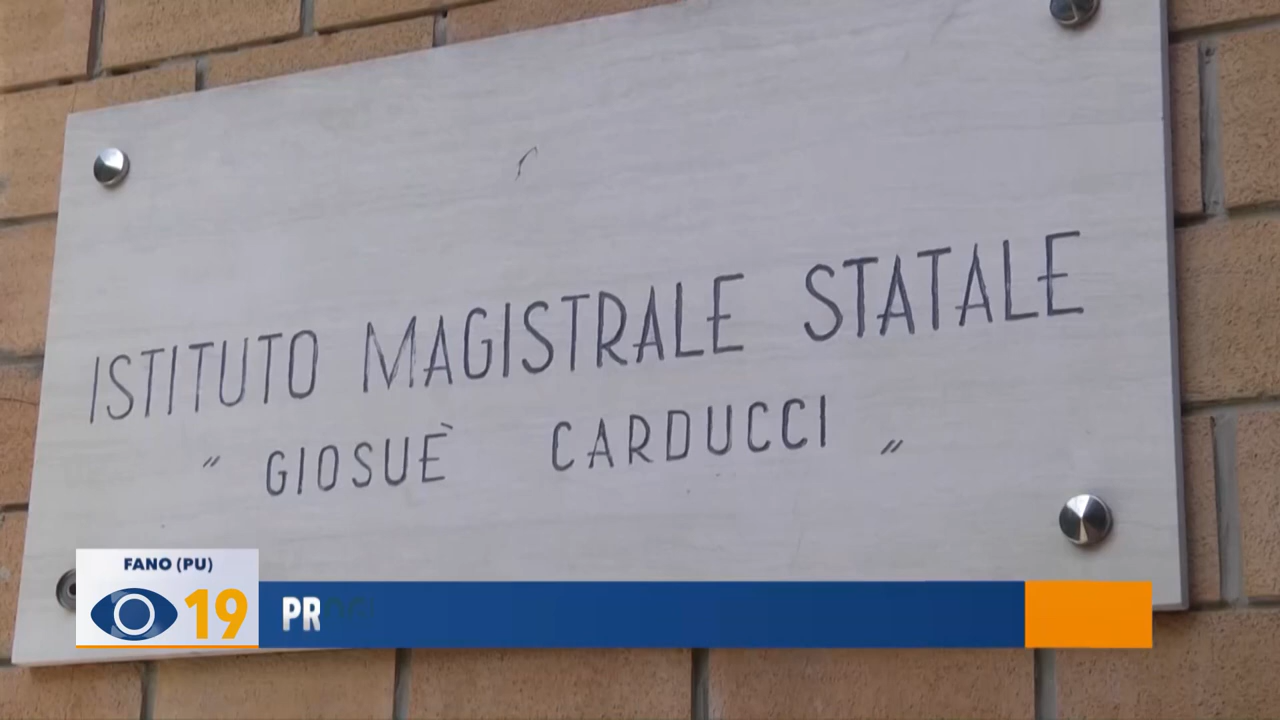 ISTITUTO MAGISTRALE STATALE
“ GIOSUÈ CARDUCCI „
FANO (PU)
19
PR